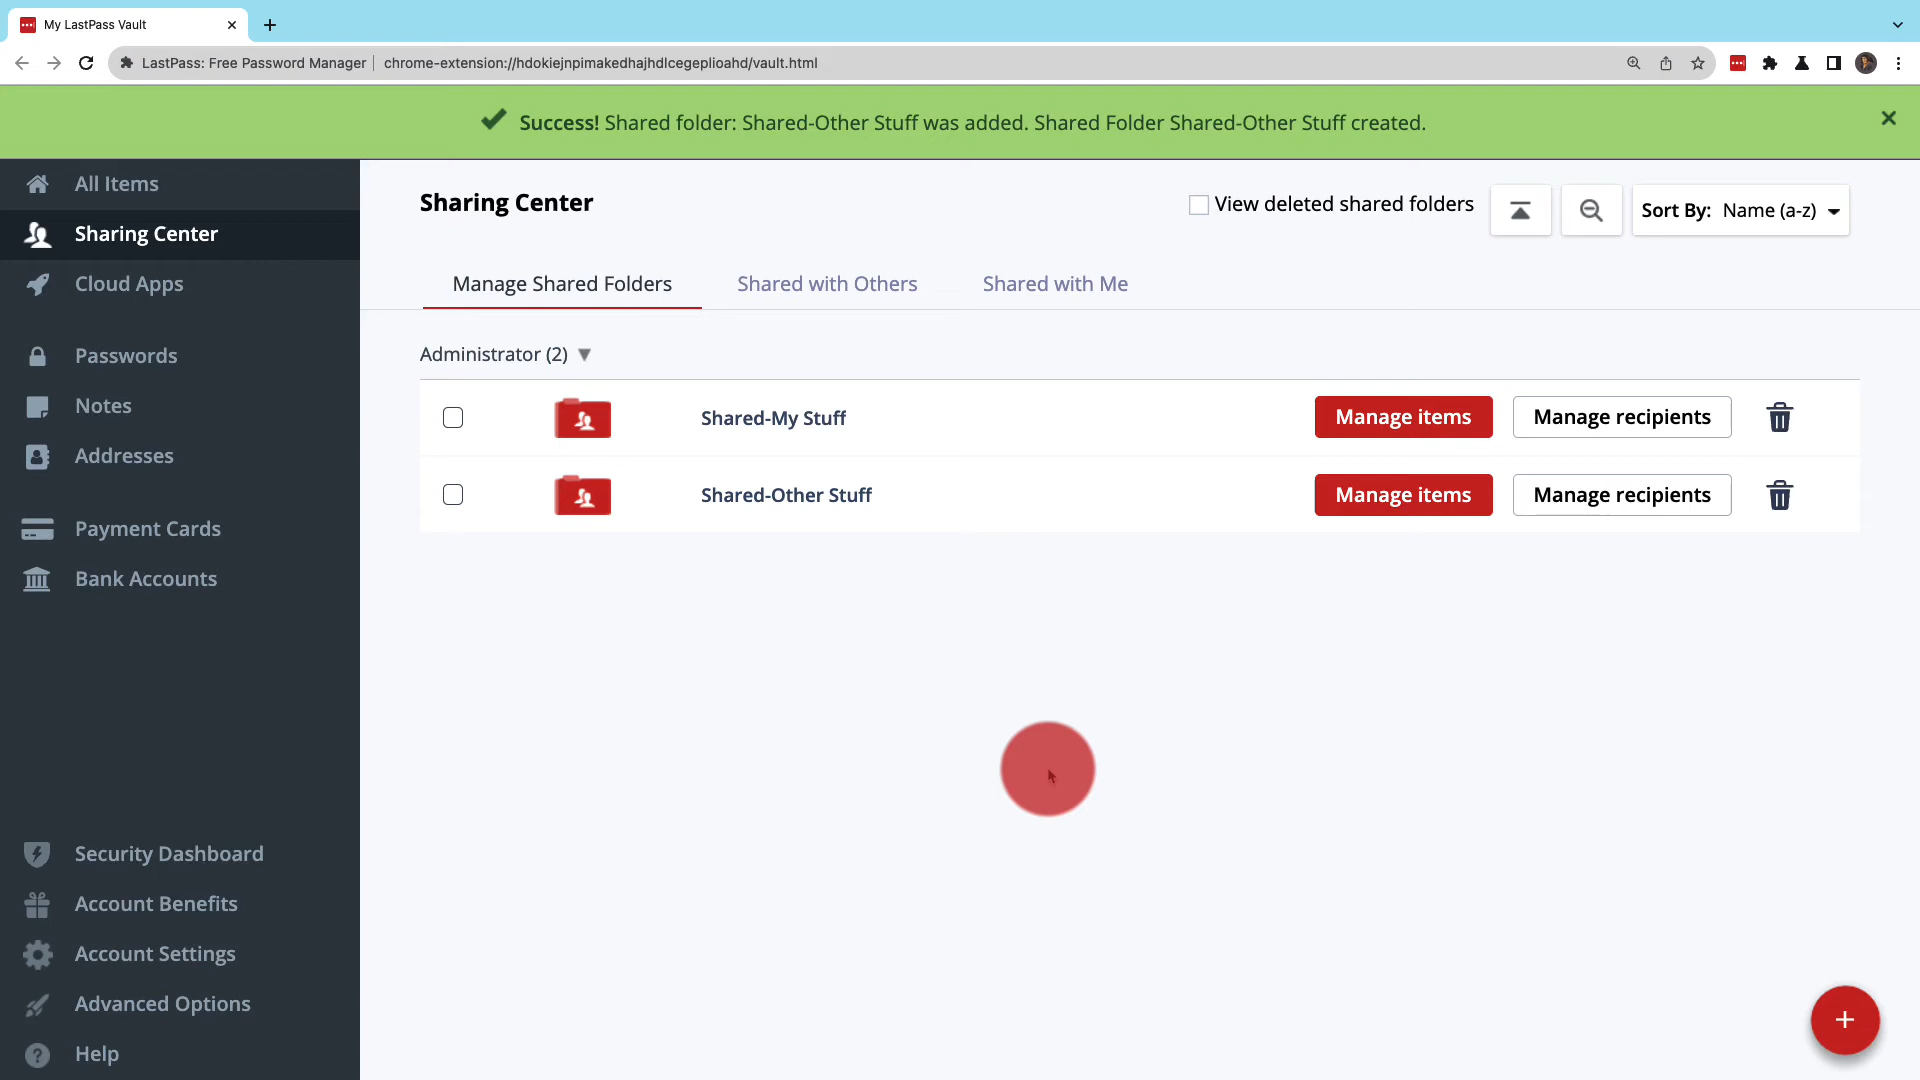 My LastPass Vault
LastPass: Free Password Manager chrome-extension://hdokiejnpimakedhajhdlcegeplioahd/vault.html
Success! Shared folder: Shared-Other Stuff was added. Shared Folder Shared-Other Stuff created.
All Items
Sharing Center
Cloud Apps
Passwords
Notes
Addresses
Payment Cards
Bank Accounts
Security Dashboard
Account Benefits
Account Settings
Advanced Options
Help
Sharing Center
View deleted shared folders
Sort By: Name (a-z)
Manage Shared Folders Shared with Others Shared with Me
Administrator (2)
Shared-My Stuff Manage items Manage recipients
Shared-Other Stuff Manage items Manage recipients